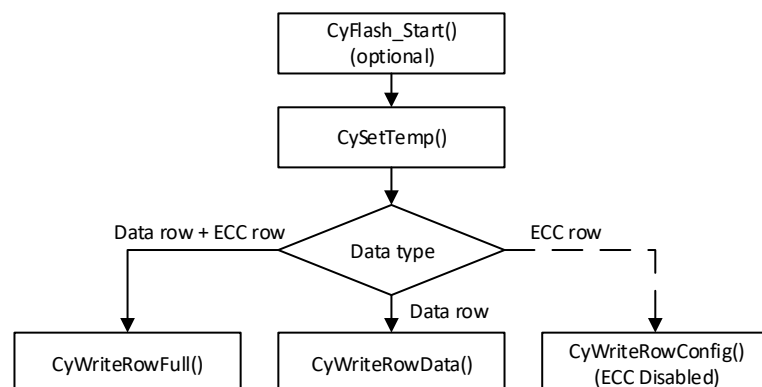 CyFlash_Start()
(optional)
CySetTemp()
Data row + ECC row
Data type
ECC row
Data row
CyWriteRowFull()
CyWriteRowData()
CyWriteRowConfig()
(ECC Disabled)